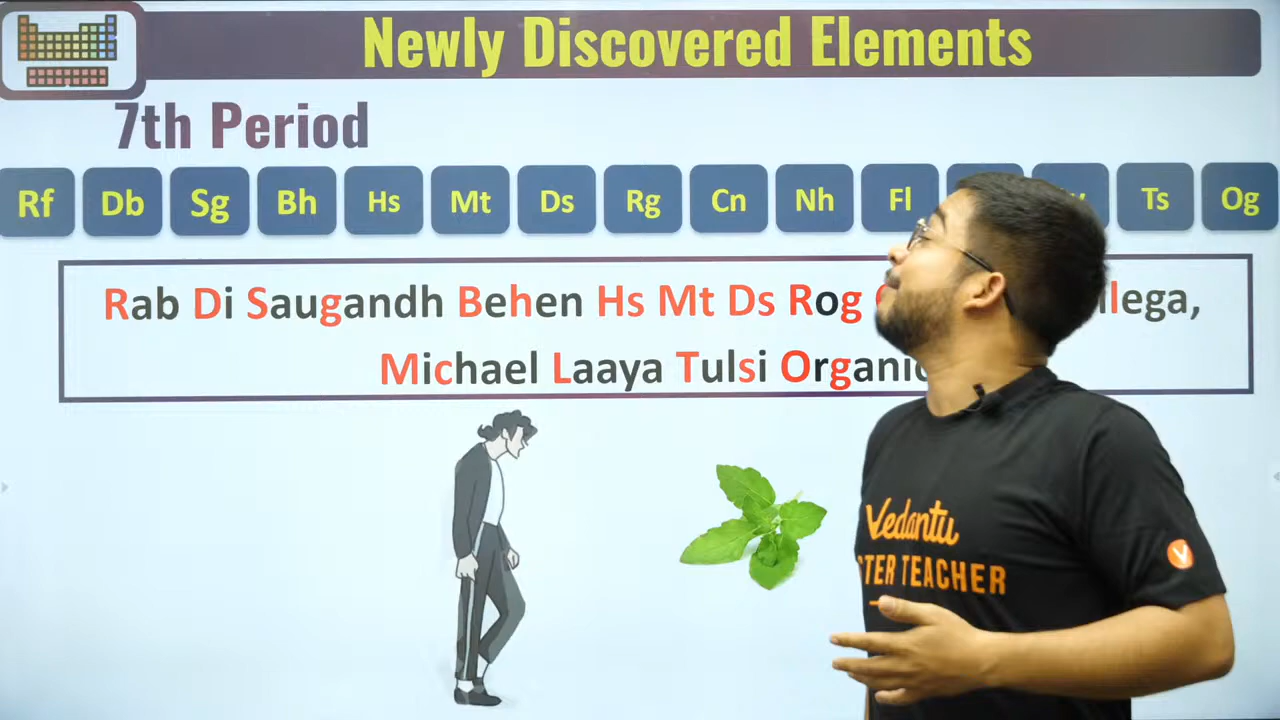 Newly Discovered Elements
7th Period
Rf Db Sg Bh Hs Mt Ds Rg Cn Nh Fl Ts Og
Rab Di Saugandh Behen Hs Mt Ds Rog
Michael Laaya Tulsi Organic
Vedantu
TEACHER